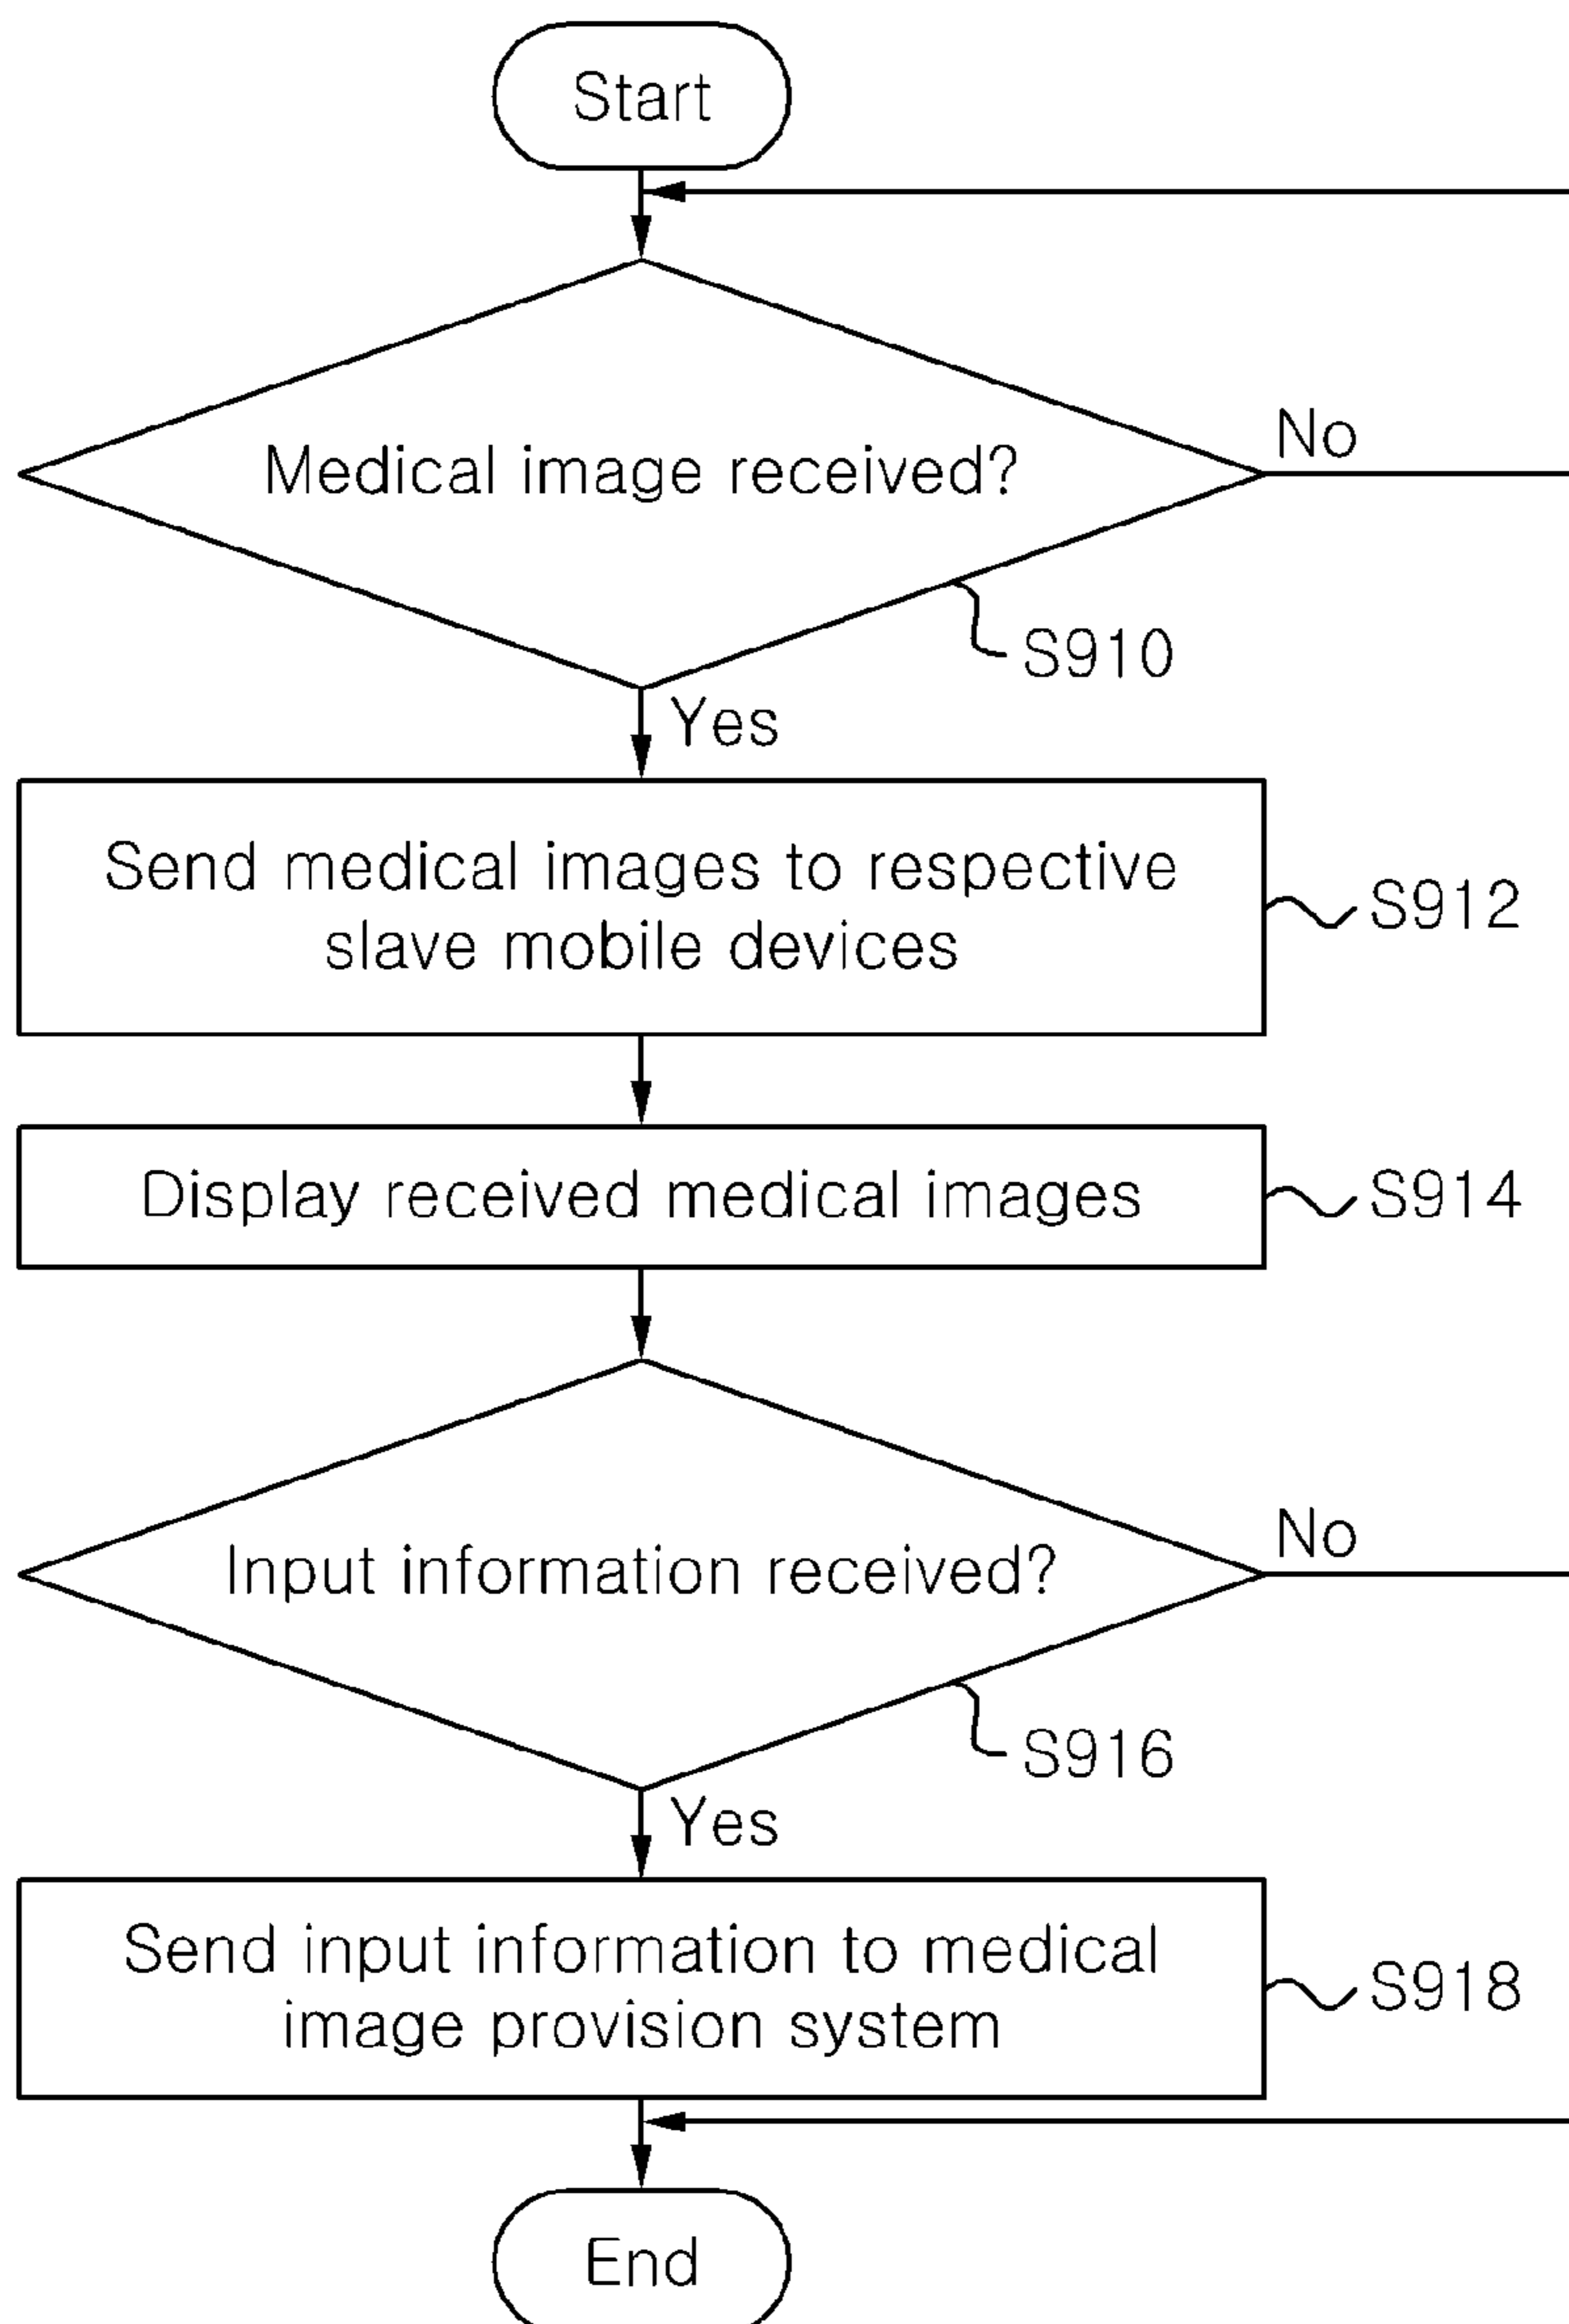 Start
Medical image received?
No
S910
Yes
Send medical images to respective
slave mobile devices
S912
Display received medical images
S914
Input information received?
No
S916
Yes
Send input information to medical
image provision system
S918
End